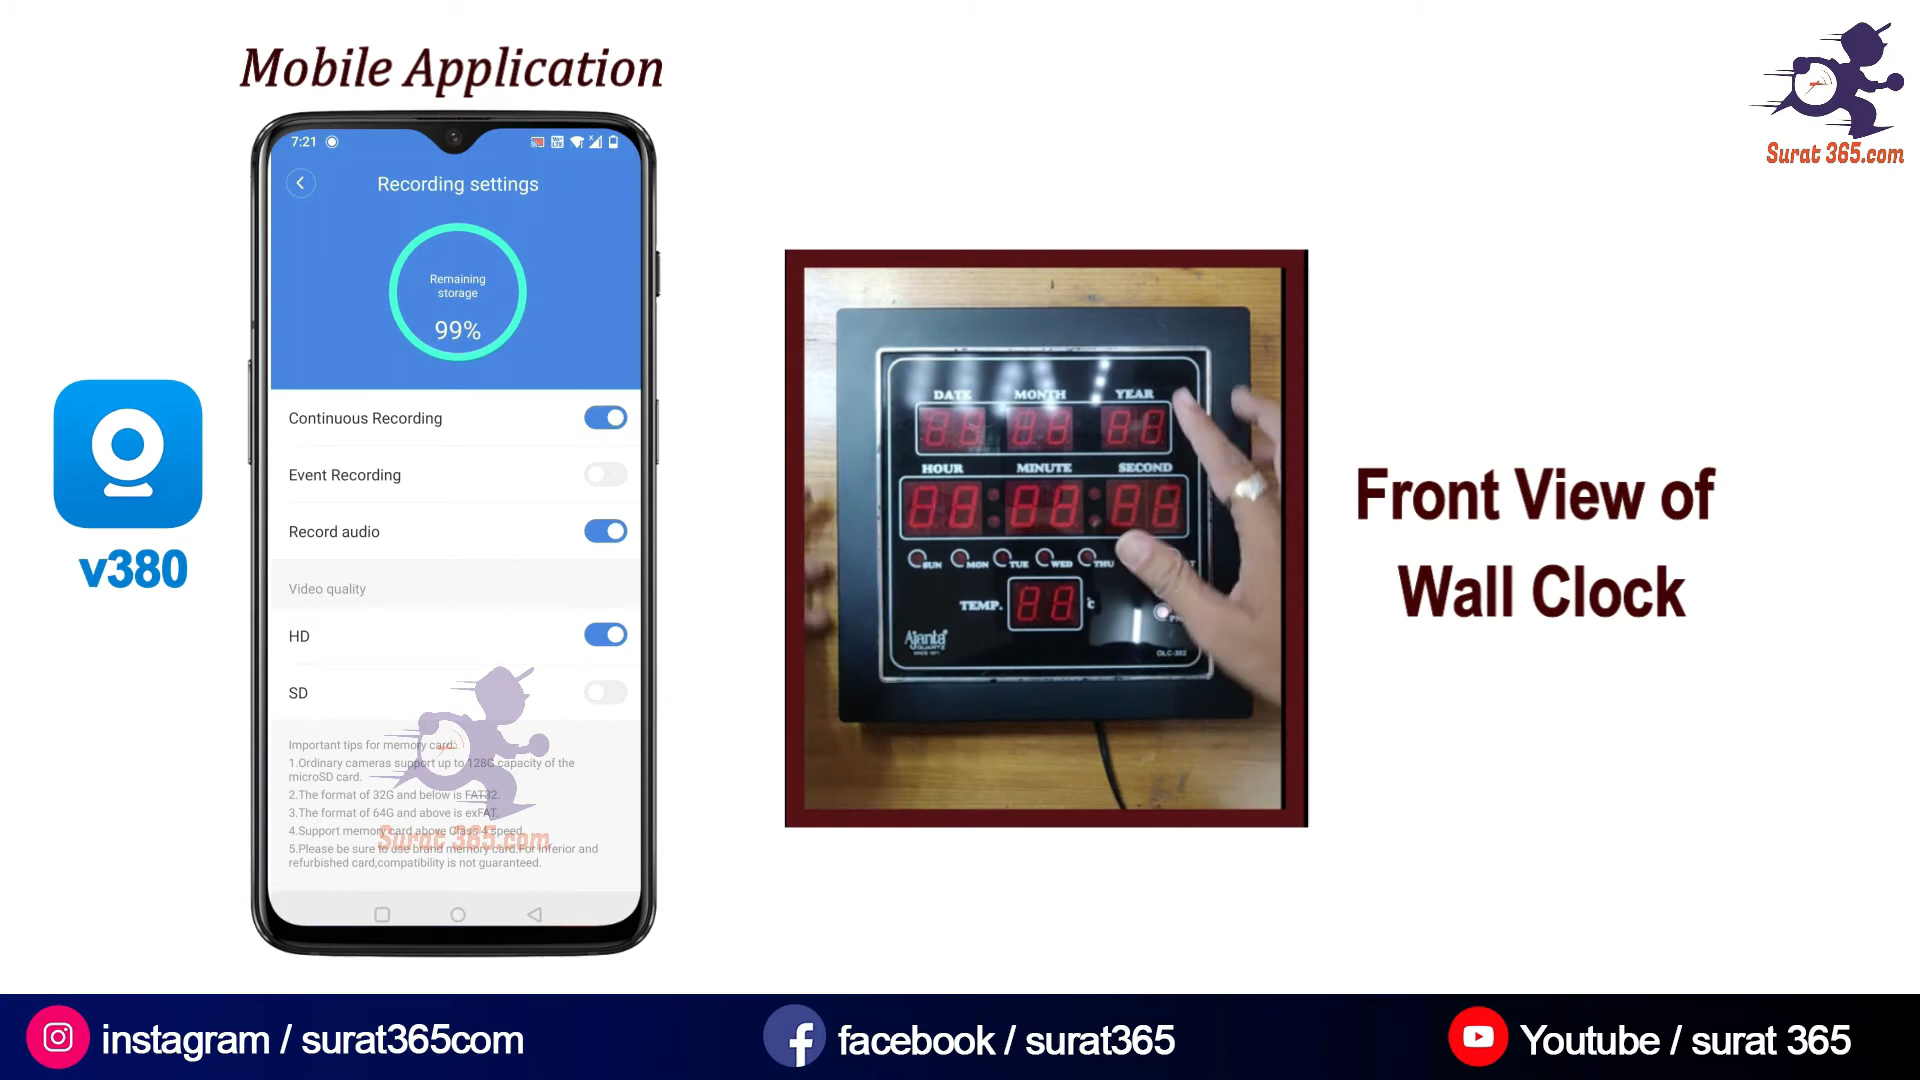 Mobile Application
Surat 365.com
7:21
Recording settings
Remaining
storage
99%
Continuous Recording
Event Recording
Record audio
Video quality
HD
SD
Important tips for memory card:
1.Ordinary cameras support up to 128G capacity of the
microSD card.
2.The format of 32G and below is FAT32.
3.The format of 64G and above is exFAT.
4.Support memory card above Class 4 speed.
5.Please be sure to use brand memory card.For inferior and
refurbished card,compatibility is not guaranteed.
Surat 365.com
v380
DATE MONTH YEAR
HOUR MINUTE SECOND
SUN MON TUE WED THU
TEMP. °c
Ajanta
QUARTZ
SINCE 1971
OLC-302
Front View of
Wall Clock
instagram / surat365com
facebook / surat365
Youtube / surat 365